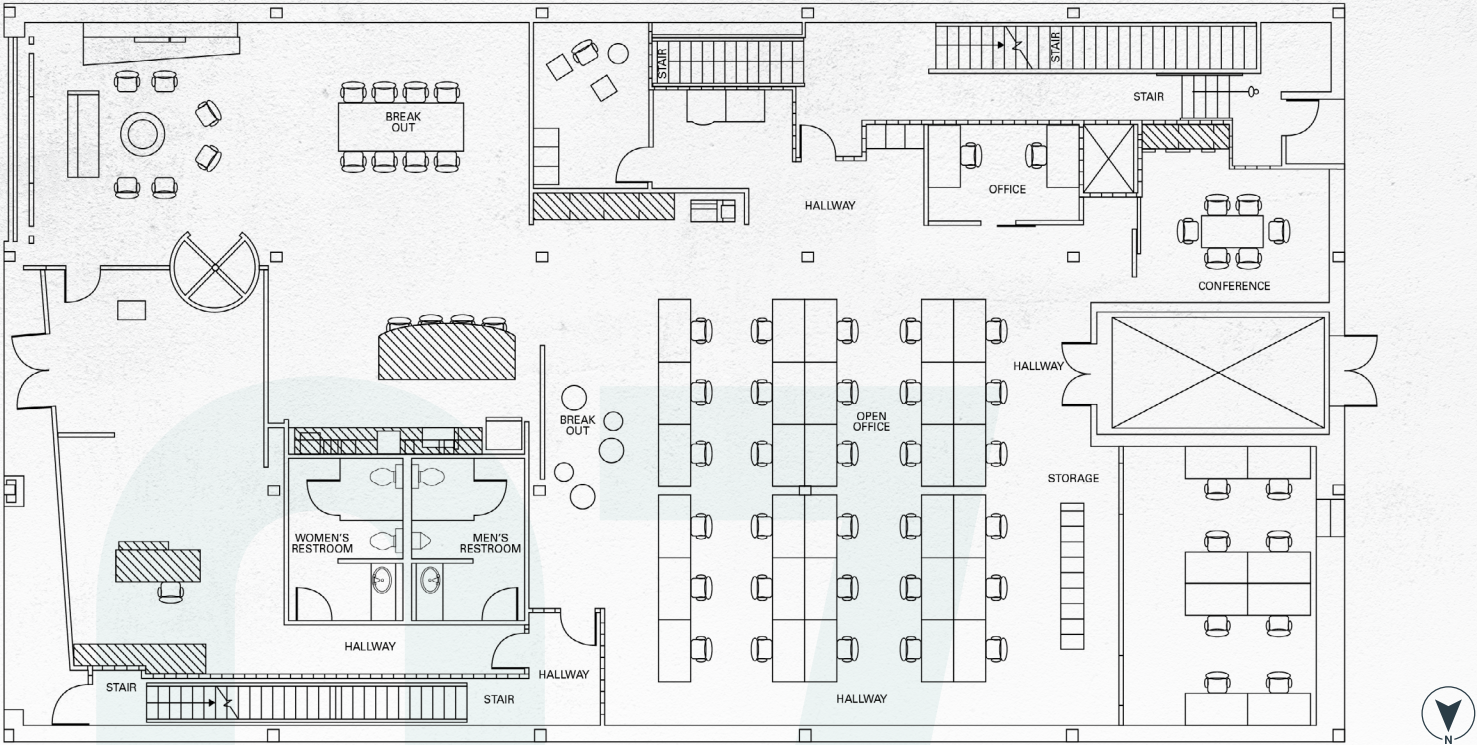 STAIR
STAIR
STAIR
BREAK
OUT
OFFICE
HALLWAY
CONFERENCE
HALLWAY
BREAK
OUT
OPEN
OFFICE
STORAGE
WOMEN'S
RESTROOM
MEN'S
RESTROOM
HALLWAY
HALLWAY
STAIR
STAIR
HALLWAY
N